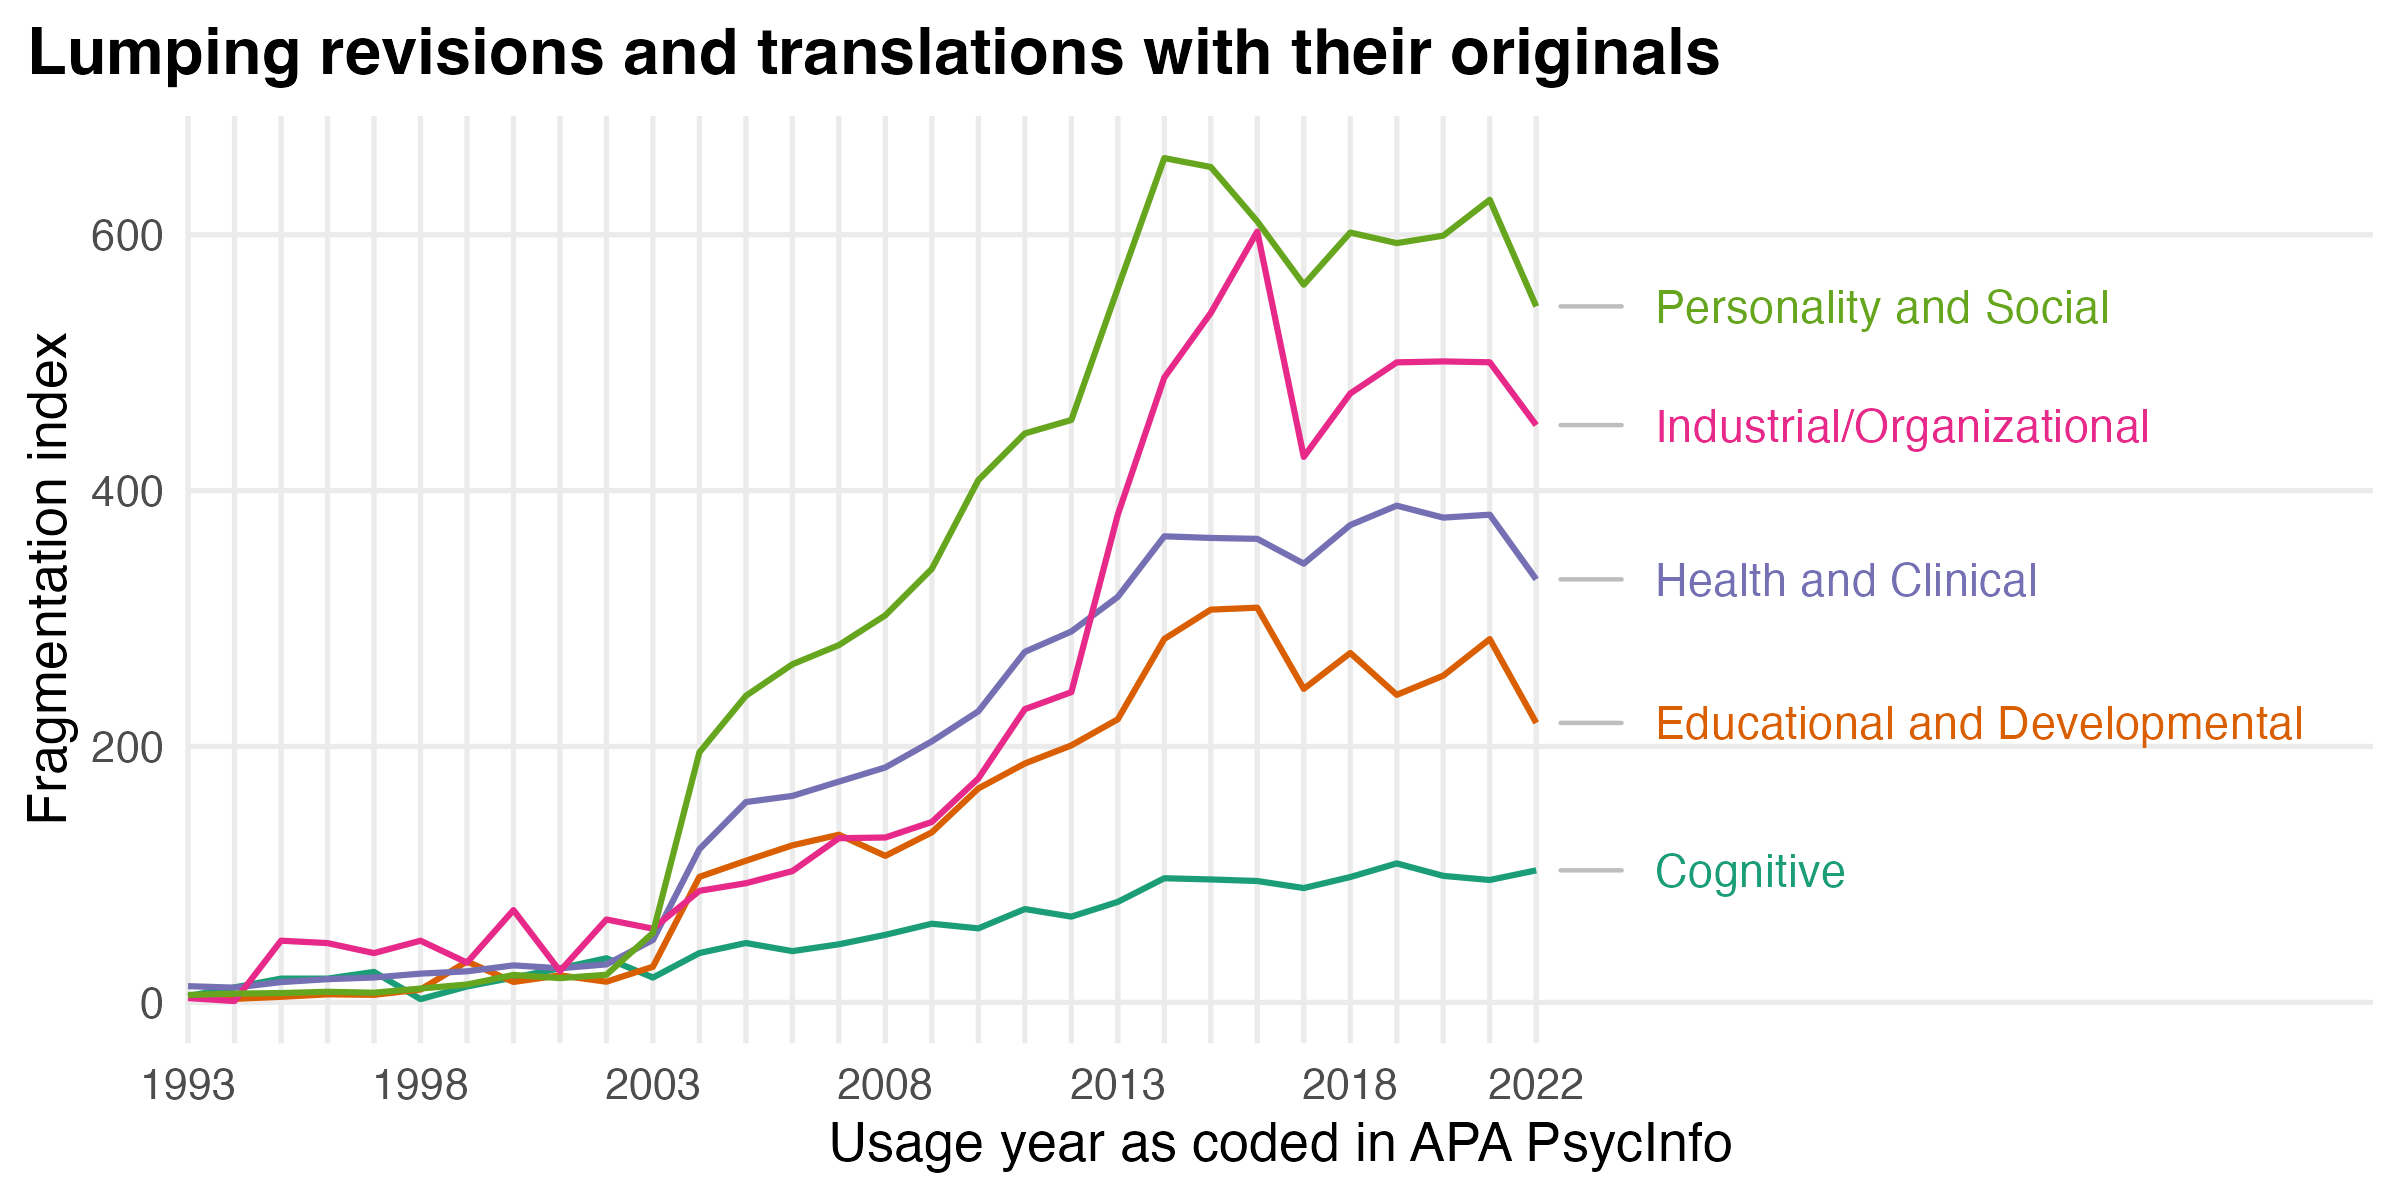 Lumping revisions and translations with their originals
Fragmentation index
600
400
200
0
Personality and Social
Industrial/Organizational
Health and Clinical
Educational and Developmental
Cognitive
1993 1998 2003 2008 2013 2018 2022
Usage year as coded in APA PsycInfo